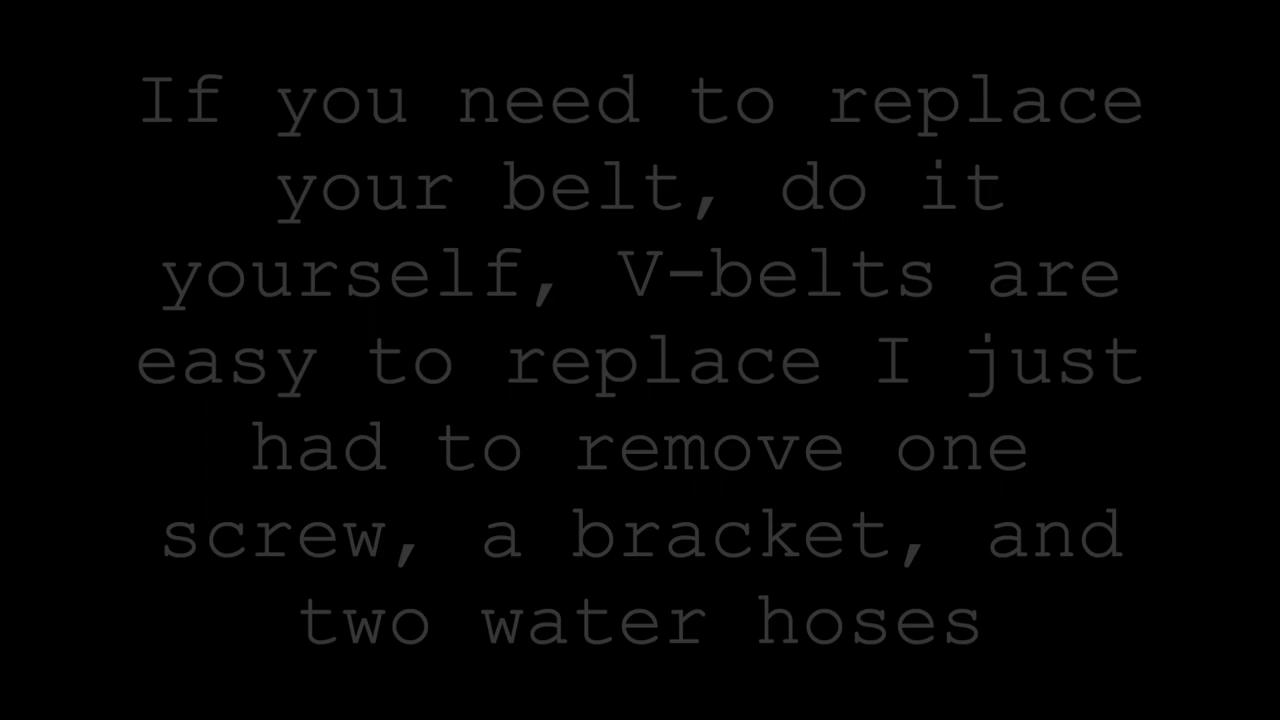 If you need to replace
your belt, do it
yourself, V-belts are
easy to replace I just
had to remove one
screw, a bracket, and
two water hoses